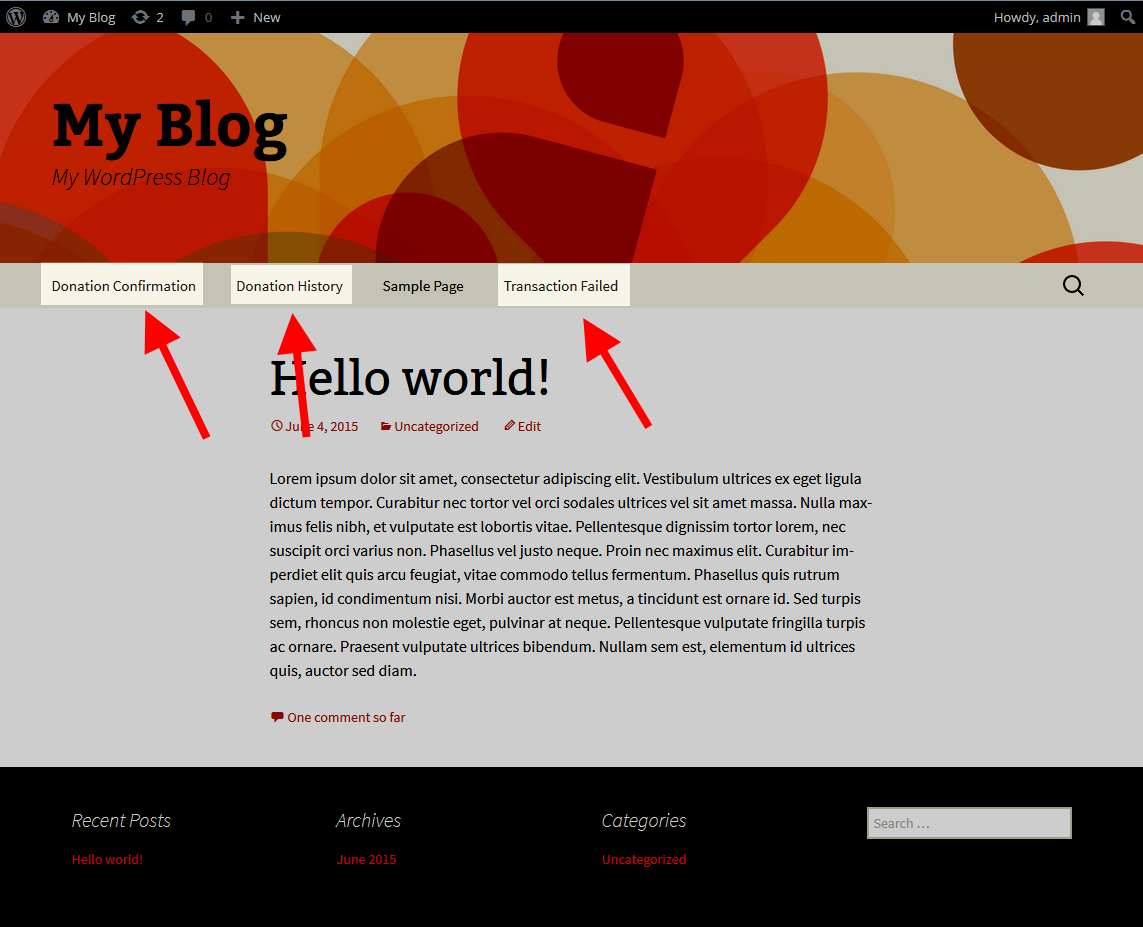 My Blog 2 0 New Howdy, admin
My Blog
My WordPress Blog
Donation Confirmation Donation History Sample Page Transaction Failed
Hello world!
June 4, 2015 Uncategorized Edit
Lorem ipsum dolor sit amet, consectetur adipiscing elit. Vestibulum ultrices ex eget ligula
dictum tempor. Curabitur nec tortor vel orci sodales ultrices vel sit amet massa. Nulla max-
imus felis nibh, et vulputate est lobortis vitae. Pellentesque dignissim tortor lorem, nec
suscipit orci varius non. Phasellus vel justo neque. Proin nec maximus elit. Curabitur im-
perdiet elit quis arcu feugiat, vitae commodo tellus fermentum. Phasellus quis rutrum
sapien, id condimentum nisi. Morbi auctor est metus, a tincidunt est ornare id. Sed turpis
sem, rhoncus non molestie eget, pulvinar at neque. Pellentesque vulputate fringilla turpis
ac ornare. Praesent vulputate ultrices bibendum. Nullam sem est, elementum id ultrices
quis, auctor sed diam.
One comment so far
Recent Posts Archives Categories Search …
Hello world! June 2015 Uncategorized